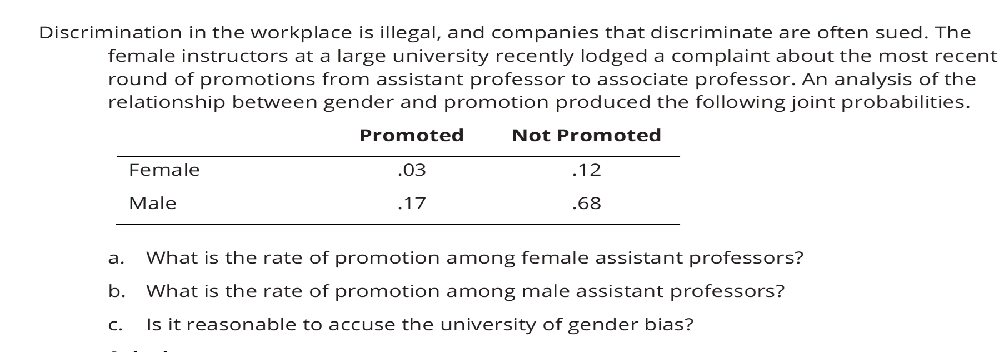 Discrimination in the workplace is illegal, and companies that discriminate are often sued. The
female instructors at a large university recently lodged a complaint about the most recent
round of promotions from assistant professor to associate professor. An analysis of the
relationship between gender and promotion produced the following joint probabilities.
Promoted Not Promoted
Female .03 .12
Male .17 .68
a. What is the rate of promotion among female assistant professors?
b. What is the rate of promotion among male assistant professors?
c. Is it reasonable to accuse the university of gender bias?